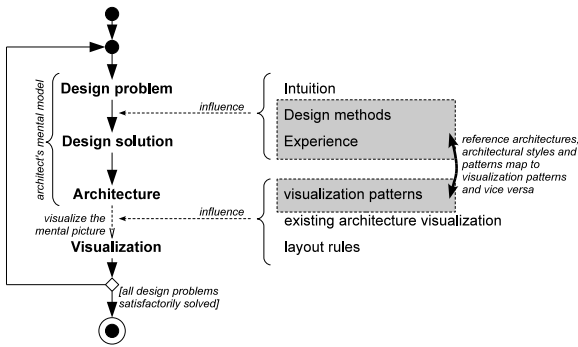 Design problem
Design solution
Architecture
Visualization
architect's mental model
visualize the
mental picture
[all design problems
satisfactorily solved]
influence
Intuition
Design methods
Experience
influence
visualization patterns
existing architecture visualization
layout rules
reference architectures,
architectural styles and
patterns map to
visualization patterns
and vice versa